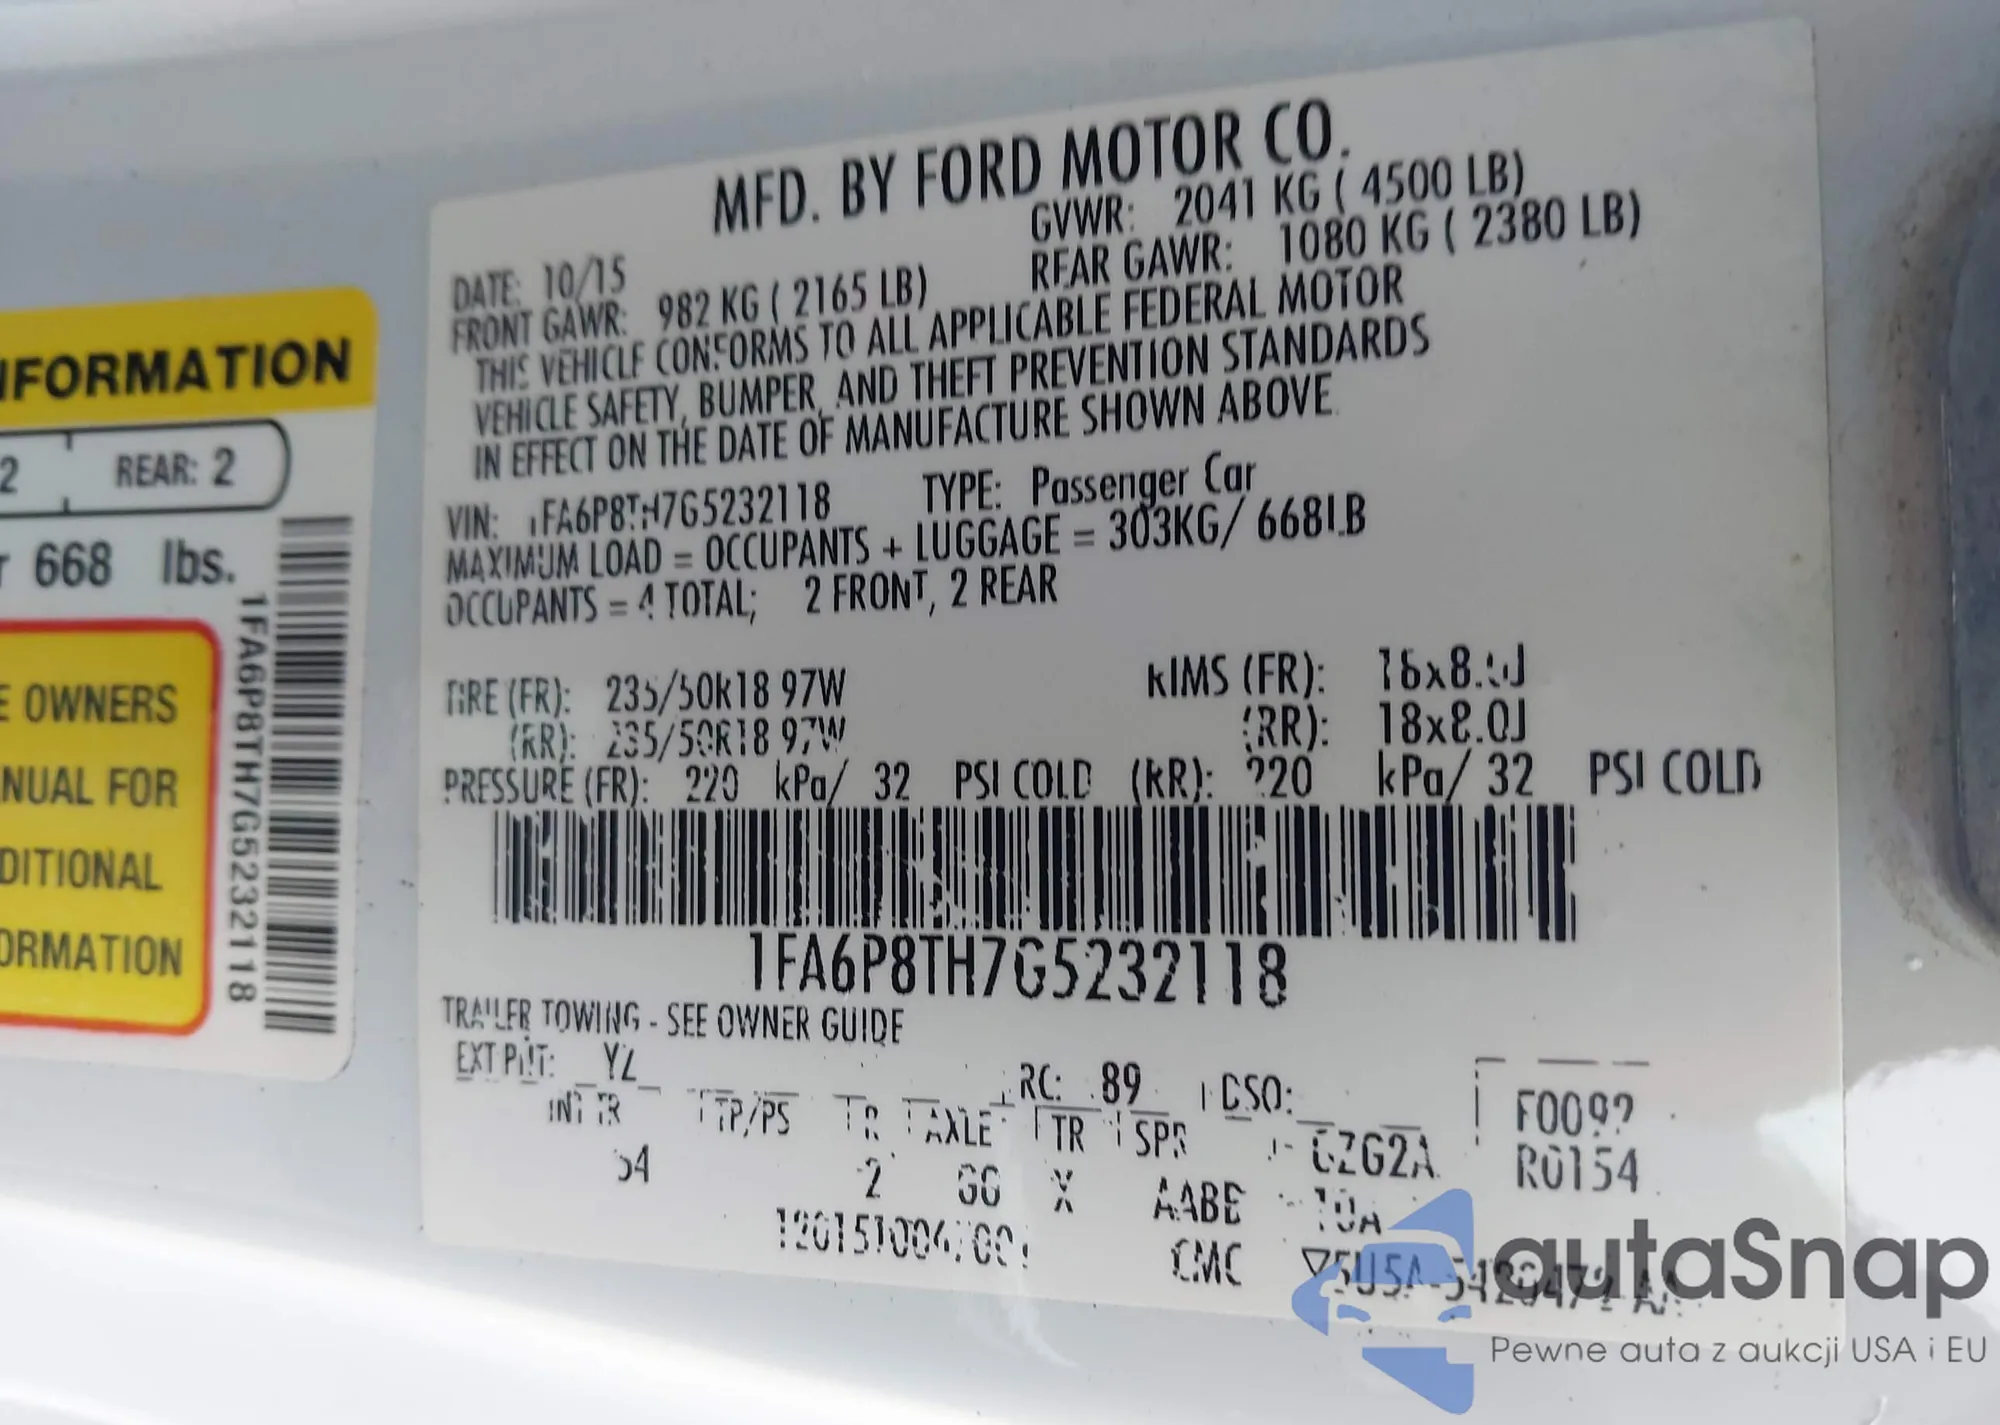 NFORMATION
2 REAR: 2
r 668 lbs.
E OWNERS
NUAL FOR
DITIONAL
ORMATION
1FA6P8TH7G5232118
MFD. BY FORD MOTOR CO.
DATE: 10/15 GVWR: 2041 KG ( 4500 LB)
FRONT GAWR: 982 KG ( 2165 LB) REAR GAWR: 1080 KG ( 2380 LB)
THIS VEHICLE CONFORMS TO ALL APPLICABLE FEDERAL MOTOR
VEHICLE SAFETY, BUMPER, AND THEFT PREVENTION STANDARDS
IN EFFECT ON THE DATE OF MANUFACTURE SHOWN ABOVE.
VIN: 1FA6P8TH7G5232118 TYPE: Passenger Car
MAXIMUM LOAD = OCCUPANTS + LUGGAGE = 303KG/ 668LB
OCCUPANTS = 4 TOTAL; 2 FRONT, 2 REAR
TIRE (FR): 235/50R18 97W RIMS (FR): 18x8.0J
(RR): 235/50R18 97W (RR): 18x8.0J
PRESSURE (FR): 220 kPa/ 32 PSI COLD (RR): 220 kPa/ 32 PSI COLD
1FA6P8TH7G5232118
TRAILER TOWING - SEE OWNER GUIDE
EXT PNT: YZ RC: 89 DSO: F0092
INT TR TP/PS R AXLE TR SPR R0154
54 2 GG X AABE
CMC
autoSnap
Pewne auta z aukcji USA i EU